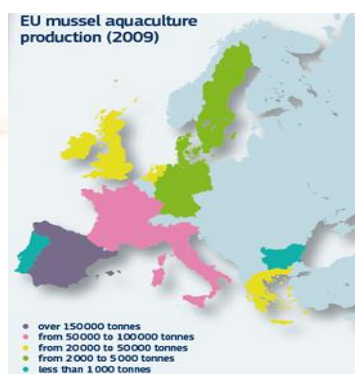 EU mussel aquaculture
production (2009)
over 150000 tonnes
from 50000 to 100000 tonnes
from 20000 to 50000 tonnes
from 2000 to 5000 tonnes
less than 1000 tonnes